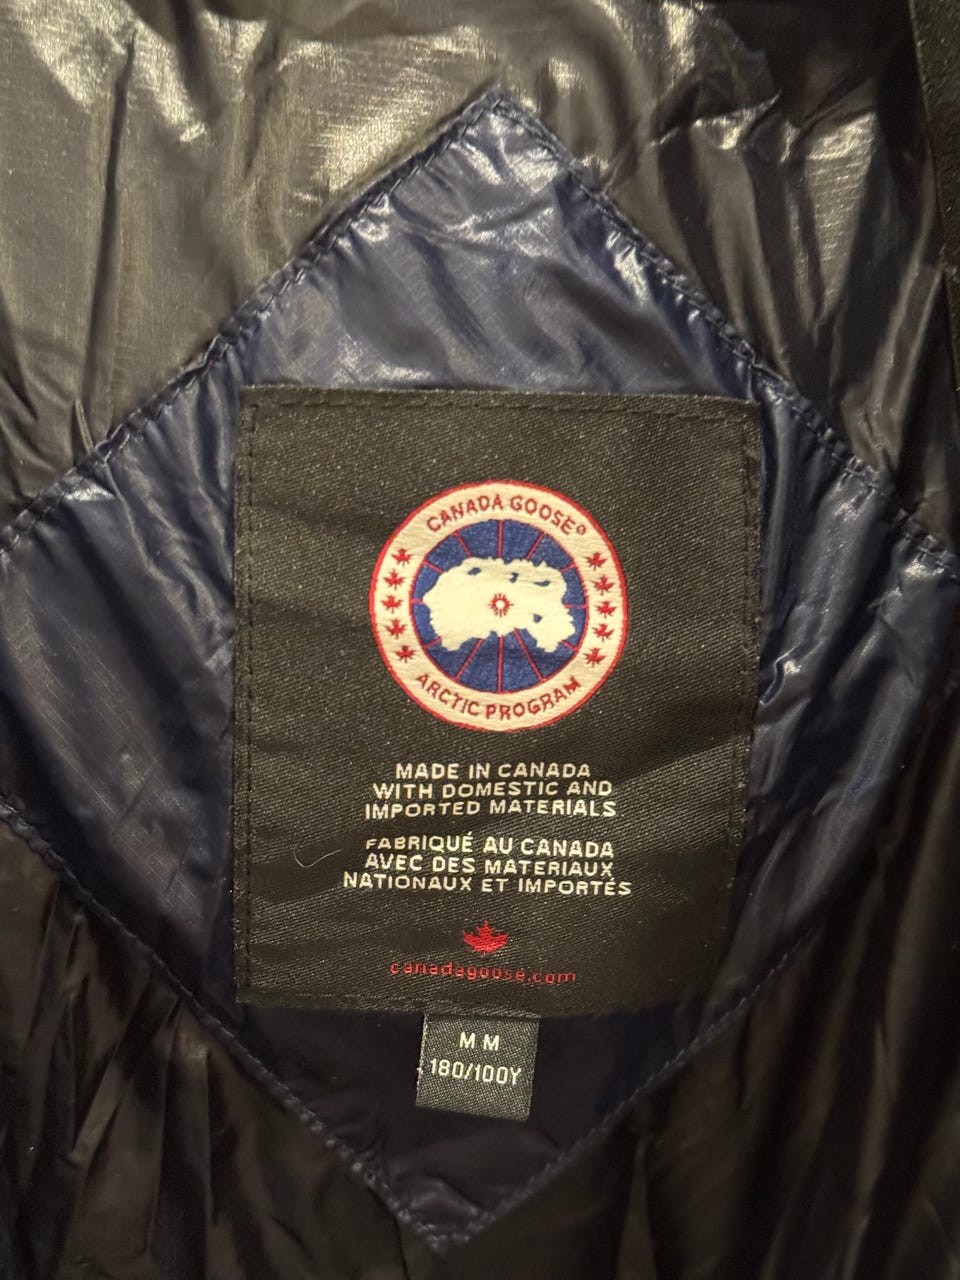 CANADA GOOSE®
ARCTIC PROGRAM
MADE IN CANADA
WITH DOMESTIC AND
IMPORTED MATERIALS
FABRIQUÉ AU CANADA
AVEC DES MATERIAUX
NATIONAUX ET IMPORTÉS
canadagoose.com
M M
180/100Y